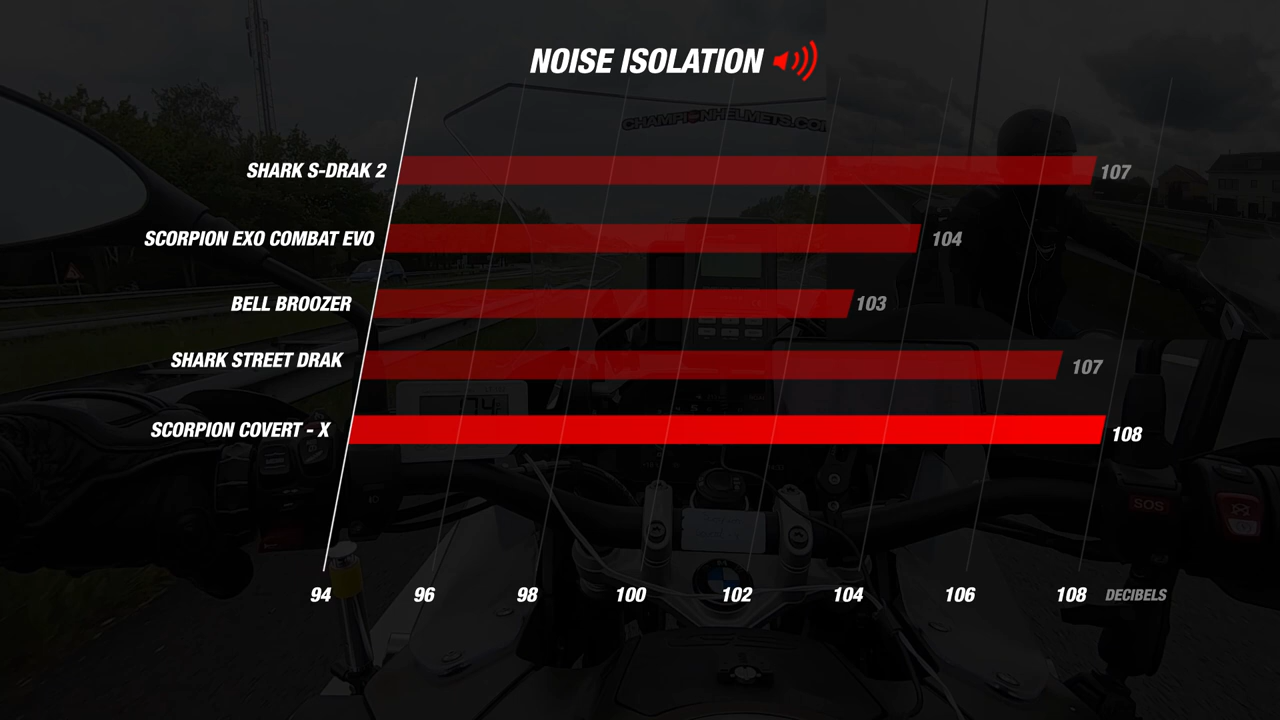 NOISE ISOLATION
CHAMPIONHELMETS.COM
SHARK S-DRAK 2
107
SCORPION EXO COMBAT EVO
104
BELL BROOZER
103
SHARK STREET DRAK
107
SCORPION COVERT - X
108
SOS
94 96 98 100 102 104 106 108 DECIBELS